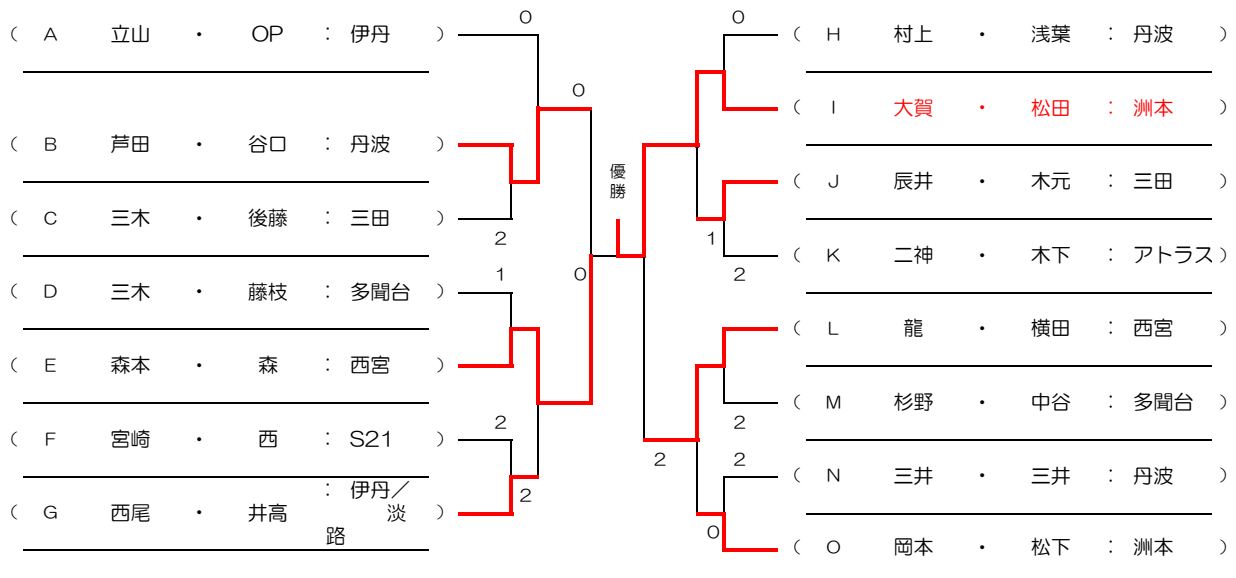 0
( A 立山 ・ OP : 伊丹 )
0
( B 芦田 ・ 谷口 : 丹波 )
( C 三木 ・ 後藤 : 三田 )
2
1
0
( D 三木 ・ 藤枝 : 多聞台 )
( E 森本 ・ 森 : 西宮 )
2
( F 宮崎 ・ 西 : S21 )
2
( G 西尾 ・ 井高 : 伊丹／
淡
路 )
優
勝
0
( H 村上 ・ 浅葉 : 丹波 )
( I 大賀 ・ 松田 : 洲本 )
( J 辰井 ・ 木元 : 三田 )
1
( K 二神 ・ 木下 : アトラス )
2
( L 龍 ・ 横田 : 西宮 )
( M 杉野 ・ 中谷 : 多聞台 )
2
2
2
( N 三井 ・ 三井 : 丹波 )
0
( O 岡本 ・ 松下 : 洲本 )